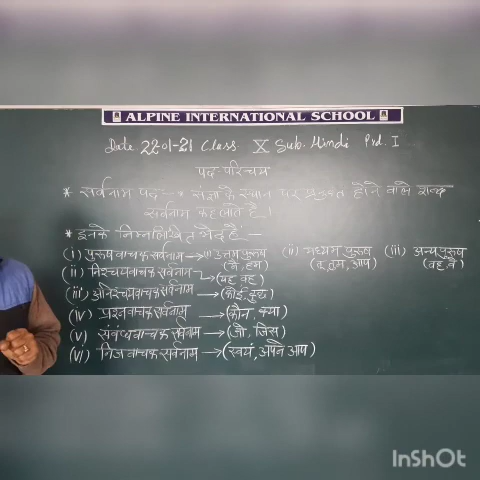 ALPINE INTERNATIONAL SCHOOL
Date 22-01-21 Class X Sub. Hindi Prd. I
पद परिचय
* सर्वनाम पद → संज्ञा के स्थान पर प्रयुक्त होने वाले शब्द
सर्वनाम कहलाते हैं।
* इनके निम्नलिखित भेद हैं -
(i) पुरुषवाचक सर्वनाम → (i) उत्तम पुरुष (ii) मध्यम पुरुष (iii) अन्य पुरुष
(मैं, हम) (तू, तुम, आप) (वह, वे)
(ii) निश्चयवाचक सर्वनाम → (यह, वह)
(iii) अनिश्चयवाचक सर्वनाम → (कोई, कुछ)
(iv) प्रश्नवाचक सर्वनाम → (कौन, क्या)
(v) संबंधवाचक सर्वनाम → (जो, जिस)
(vi) निजवाचक सर्वनाम → (स्वयं, अपने आप)
InShOt